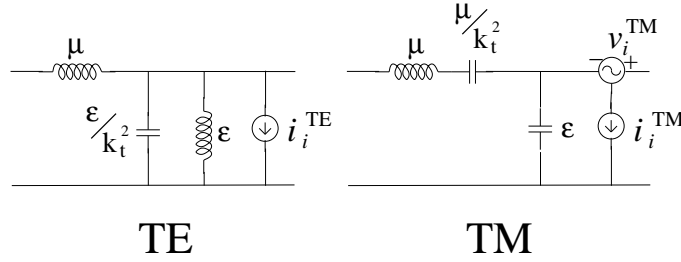 μ
ε/k_t^2
ε
i_i^TE
μ
μ/k_t^2
v_i^TM
− +
ε
i_i^TM
TE
TM